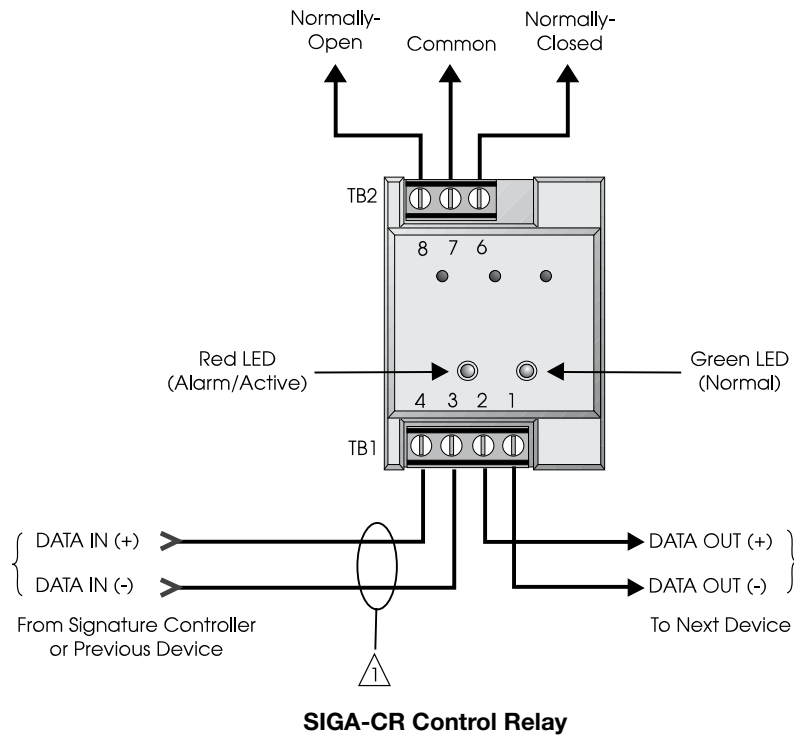 Normally-
Open
Common
Normally-
Closed
TB2
8 7 6
Red LED
(Alarm/Active)
Green LED
(Normal)
4 3 2 1
TB1
DATA IN (+)
DATA OUT (+)
DATA IN (-)
DATA OUT (-)
From Signature Controller
or Previous Device
To Next Device
1
SIGA-CR Control Relay